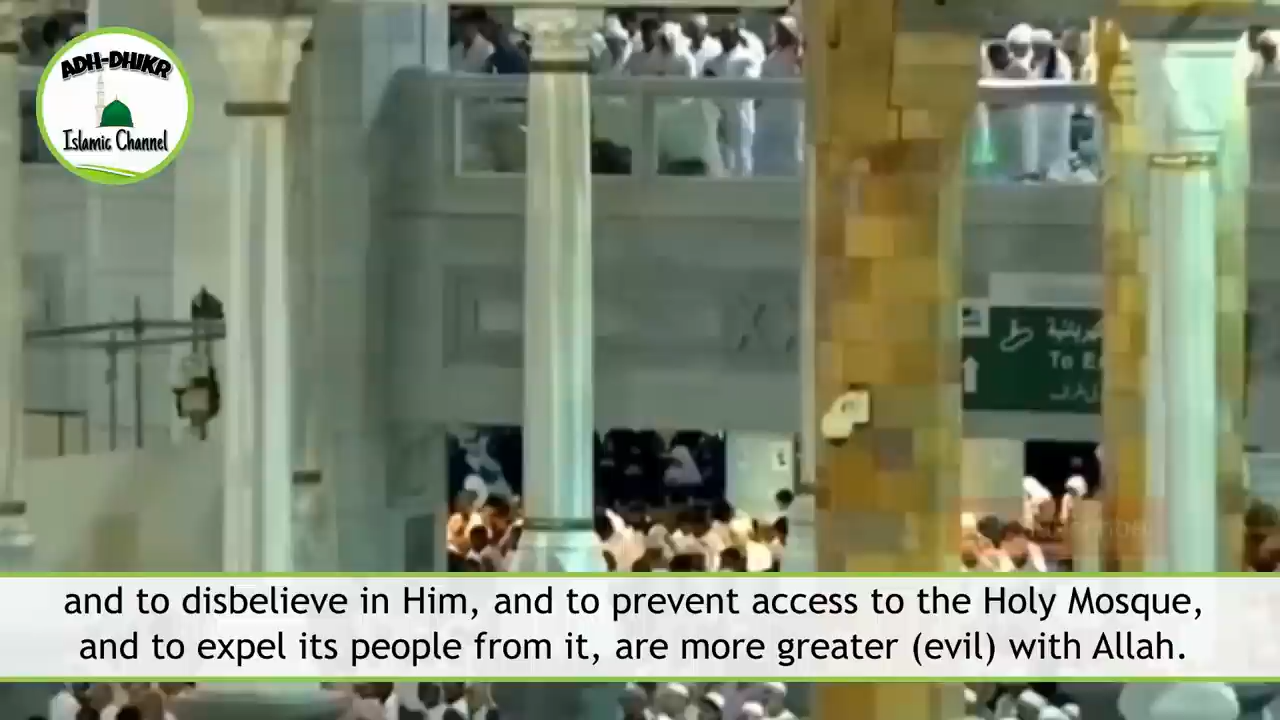 ADH-DHIKR
Islamic Channel
To
and to disbelieve in Him, and to prevent access to the Holy Mosque,
and to expel its people from it, are more greater (evil) with Allah.